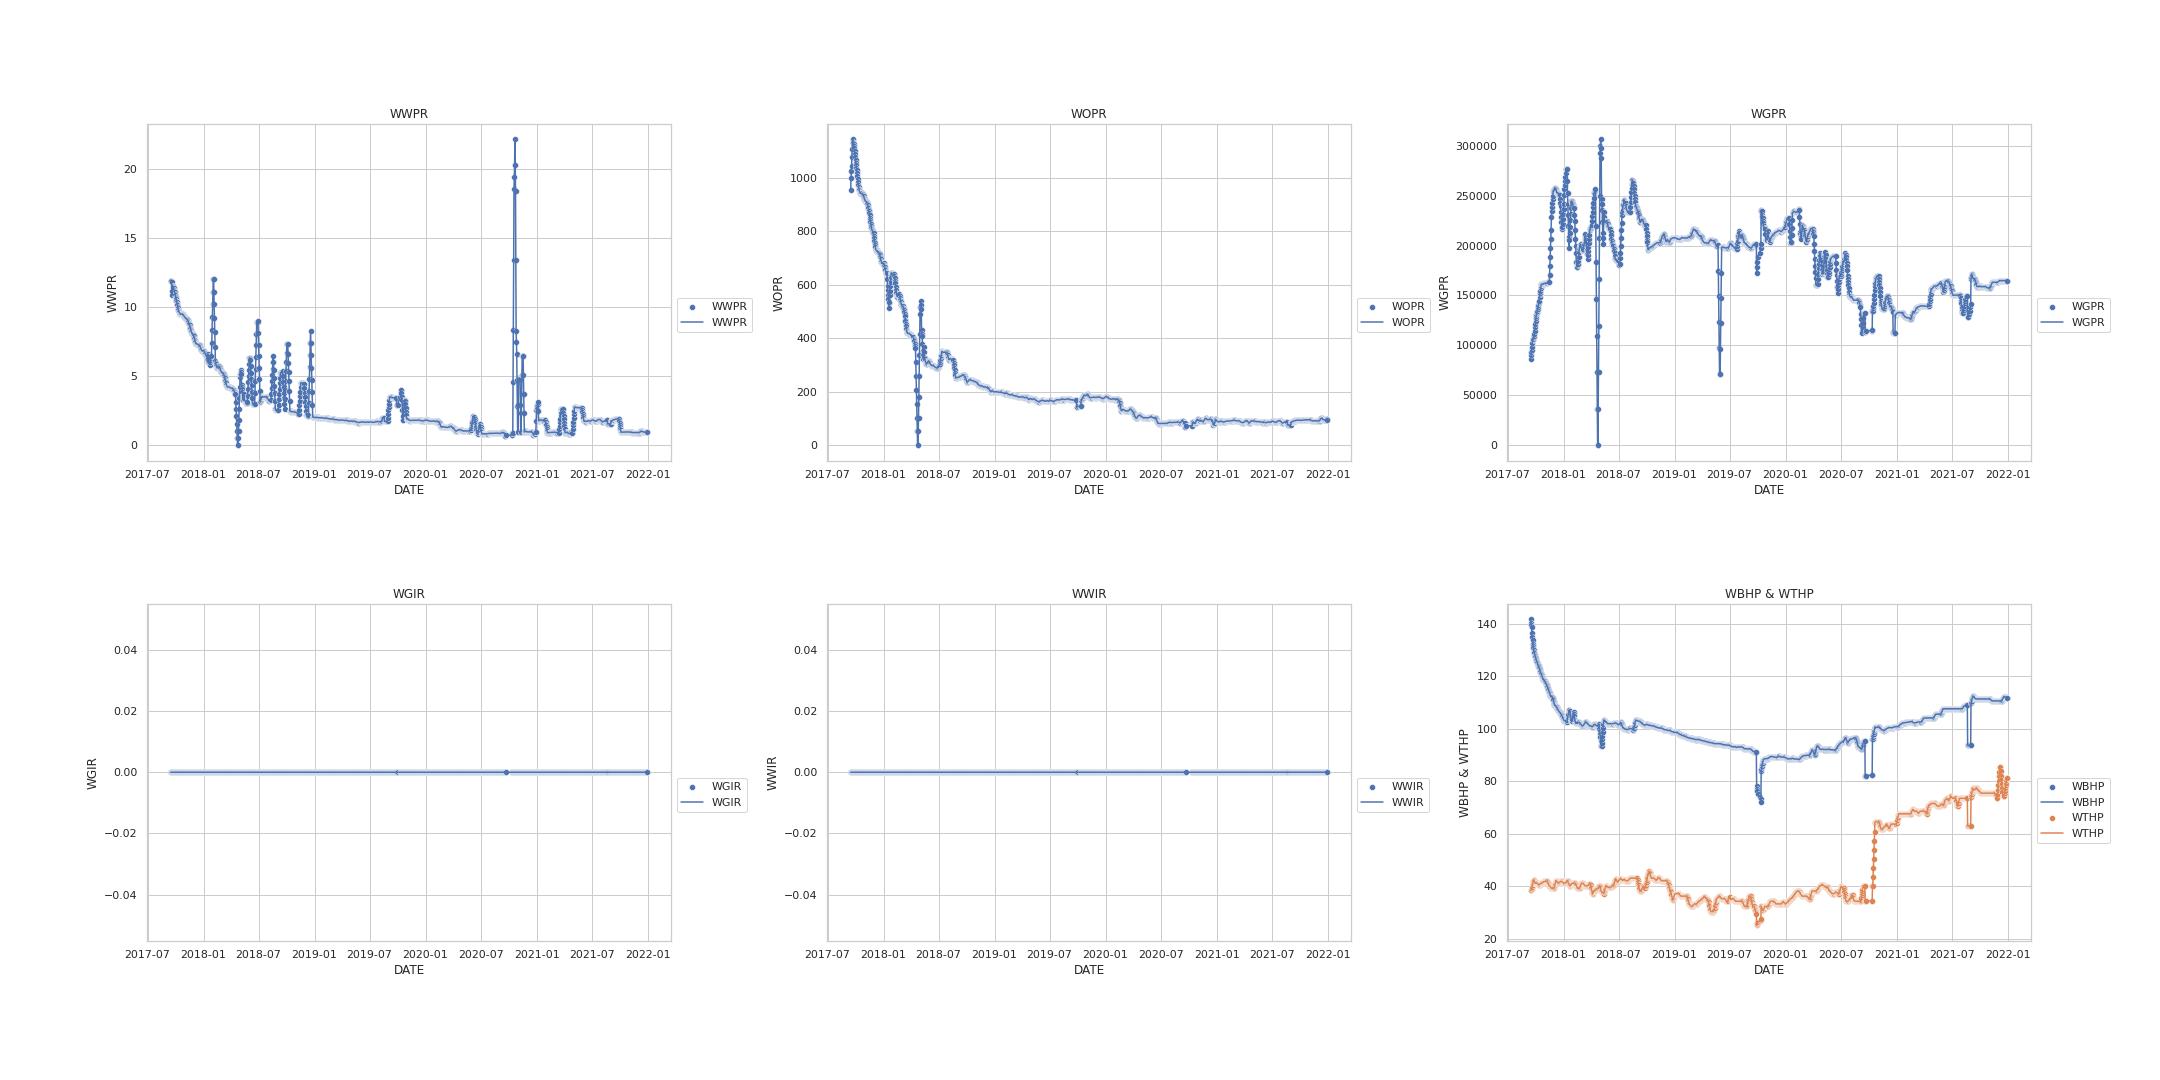 WWPR
WWPR
20
15
10
5
0
2017-07 2018-01 2018-07 2019-01 2019-07 2020-01 2020-07 2021-01 2021-07 2022-01
DATE
WWPR
WWPR
WOPR
WOPR
1000
800
600
400
200
0
2017-07 2018-01 2018-07 2019-01 2019-07 2020-01 2020-07 2021-01 2021-07 2022-01
DATE
WOPR
WOPR
WGPR
WGPR
300000
250000
200000
150000
100000
50000
0
2017-07 2018-01 2018-07 2019-01 2019-07 2020-01 2020-07 2021-01 2021-07 2022-01
DATE
WGPR
WGPR
WGIR
WGIR
0.04
0.02
0.00
−0.02
−0.04
2017-07 2018-01 2018-07 2019-01 2019-07 2020-01 2020-07 2021-01 2021-07 2022-01
DATE
WGIR
WGIR
WWIR
WWIR
0.04
0.02
0.00
−0.02
−0.04
2017-07 2018-01 2018-07 2019-01 2019-07 2020-01 2020-07 2021-01 2021-07 2022-01
DATE
WWIR
WWIR
WBHP & WTHP
WBHP & WTHP
140
120
100
80
60
40
20
2017-07 2018-01 2018-07 2019-01 2019-07 2020-01 2020-07 2021-01 2021-07 2022-01
DATE
WBHP
WBHP
WTHP
WTHP